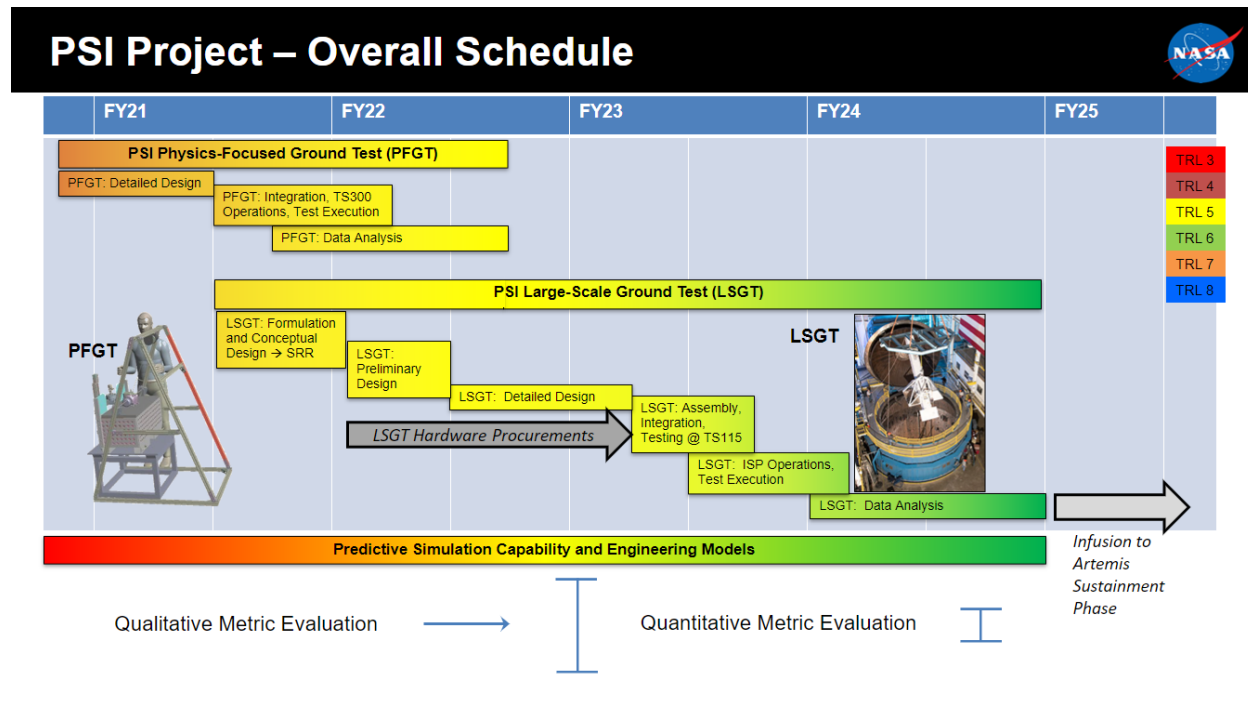 PSI Project – Overall Schedule
NASA
FY21
FY22
FY23
FY24
FY25
PSI Physics-Focused Ground Test (PFGT)
TRL 3
TRL 4
TRL 5
TRL 6
TRL 7
TRL 8
PFGT: Detailed Design
PFGT: Integration, TS300
Operations, Test Execution
PFGT: Data Analysis
PSI Large-Scale Ground Test (LSGT)
PFGT
LSGT: Formulation
and Conceptual
Design → SRR
LSGT
LSGT:
Preliminary
Design
LSGT: Detailed Design
LSGT Hardware Procurements
LSGT: Assembly,
Integration,
Testing @ TS115
LSGT: ISP Operations,
Test Execution
LSGT: Data Analysis
Predictive Simulation Capability and Engineering Models
Infusion to
Artemis
Sustainment
Phase
Qualitative Metric Evaluation
Quantitative Metric Evaluation